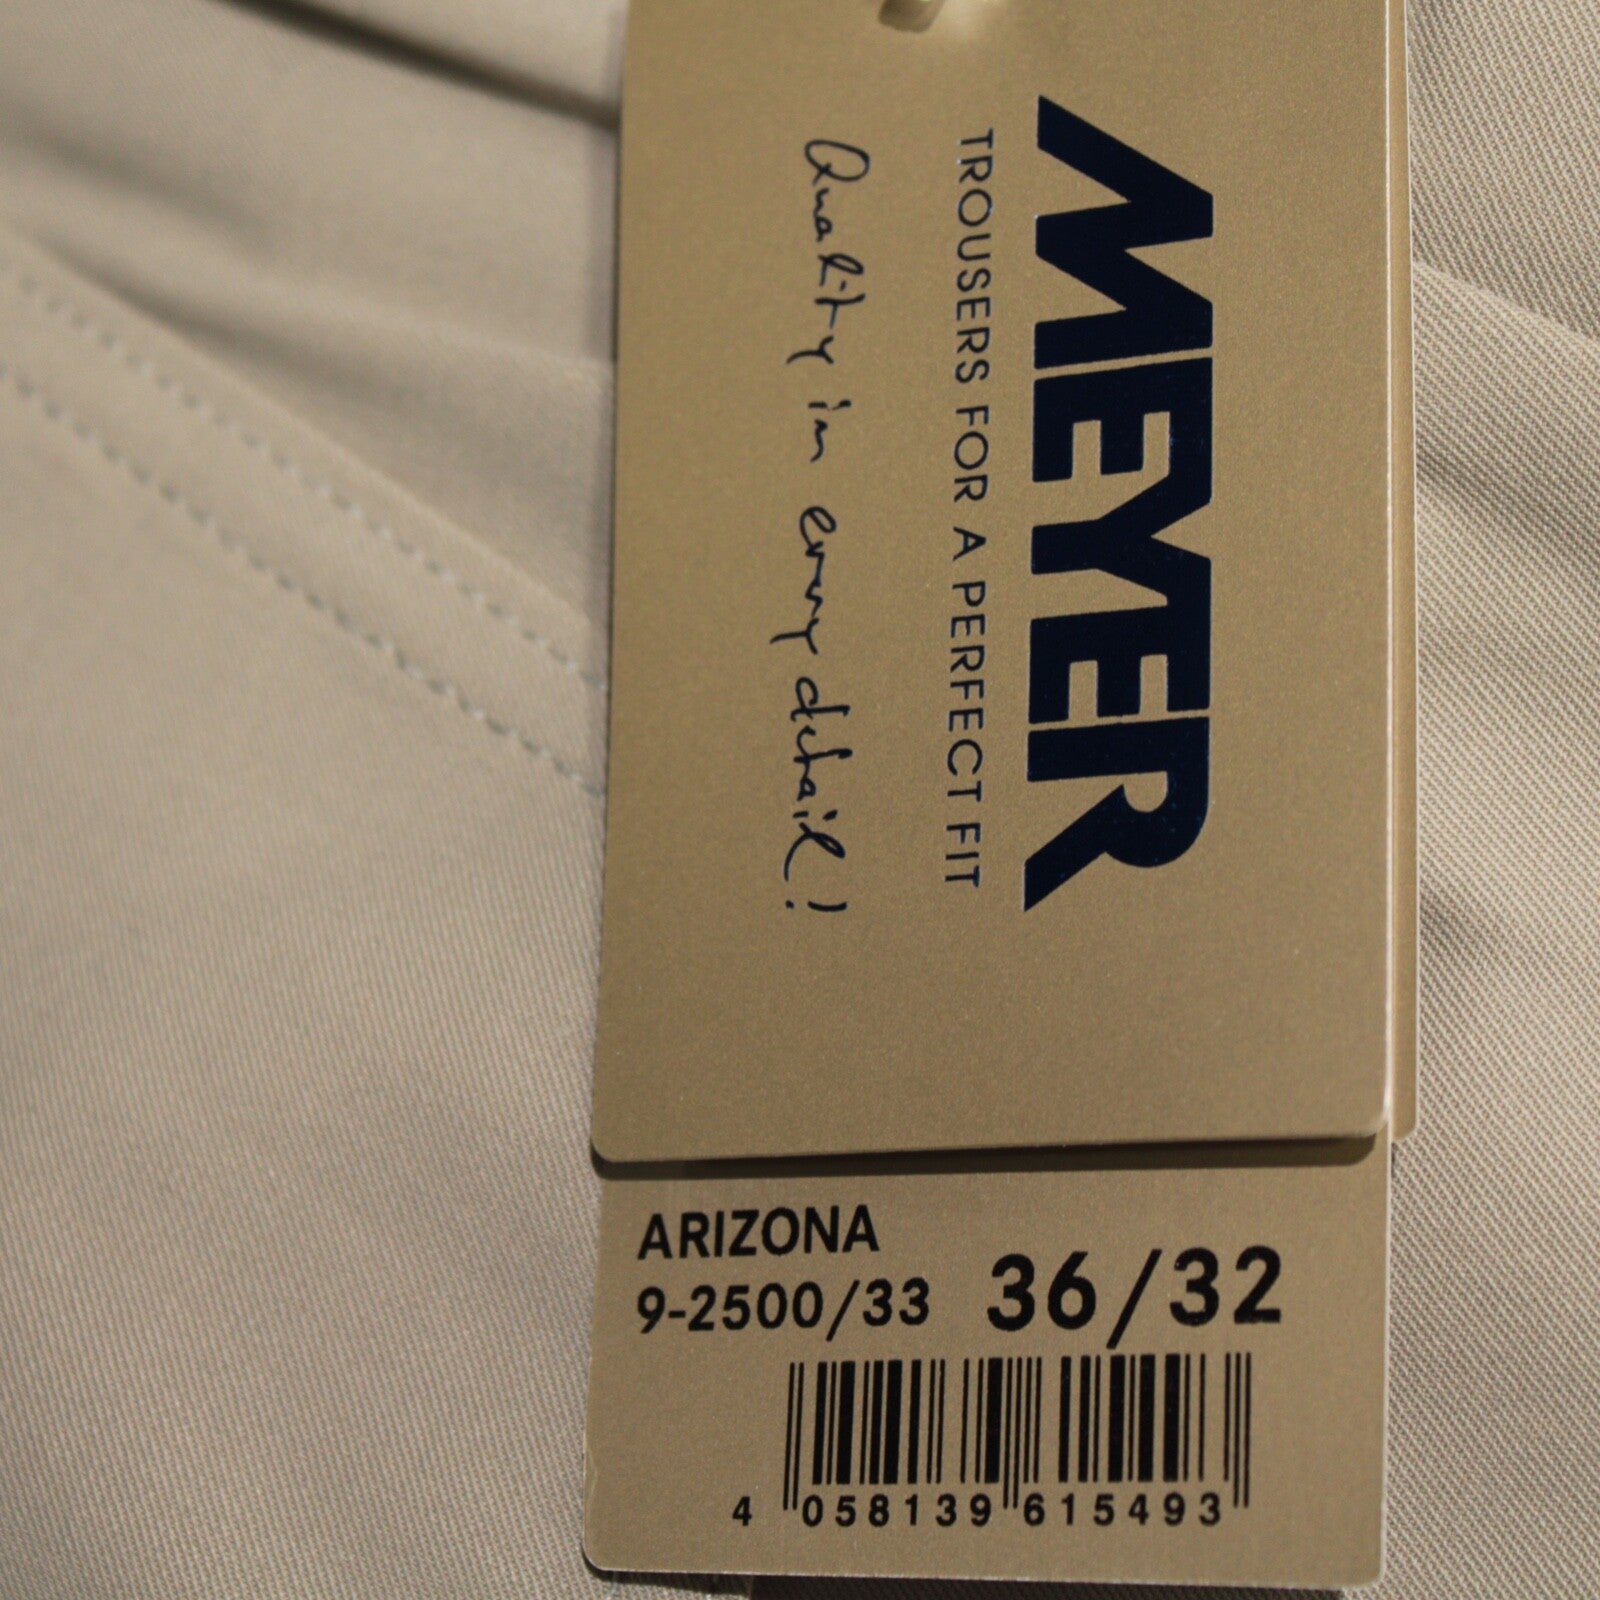 MEYER
TROUSERS FOR A PERFECT FIT
Quality in every detail!
ARIZONA
9-2500/33 36/32
4 058139 615493